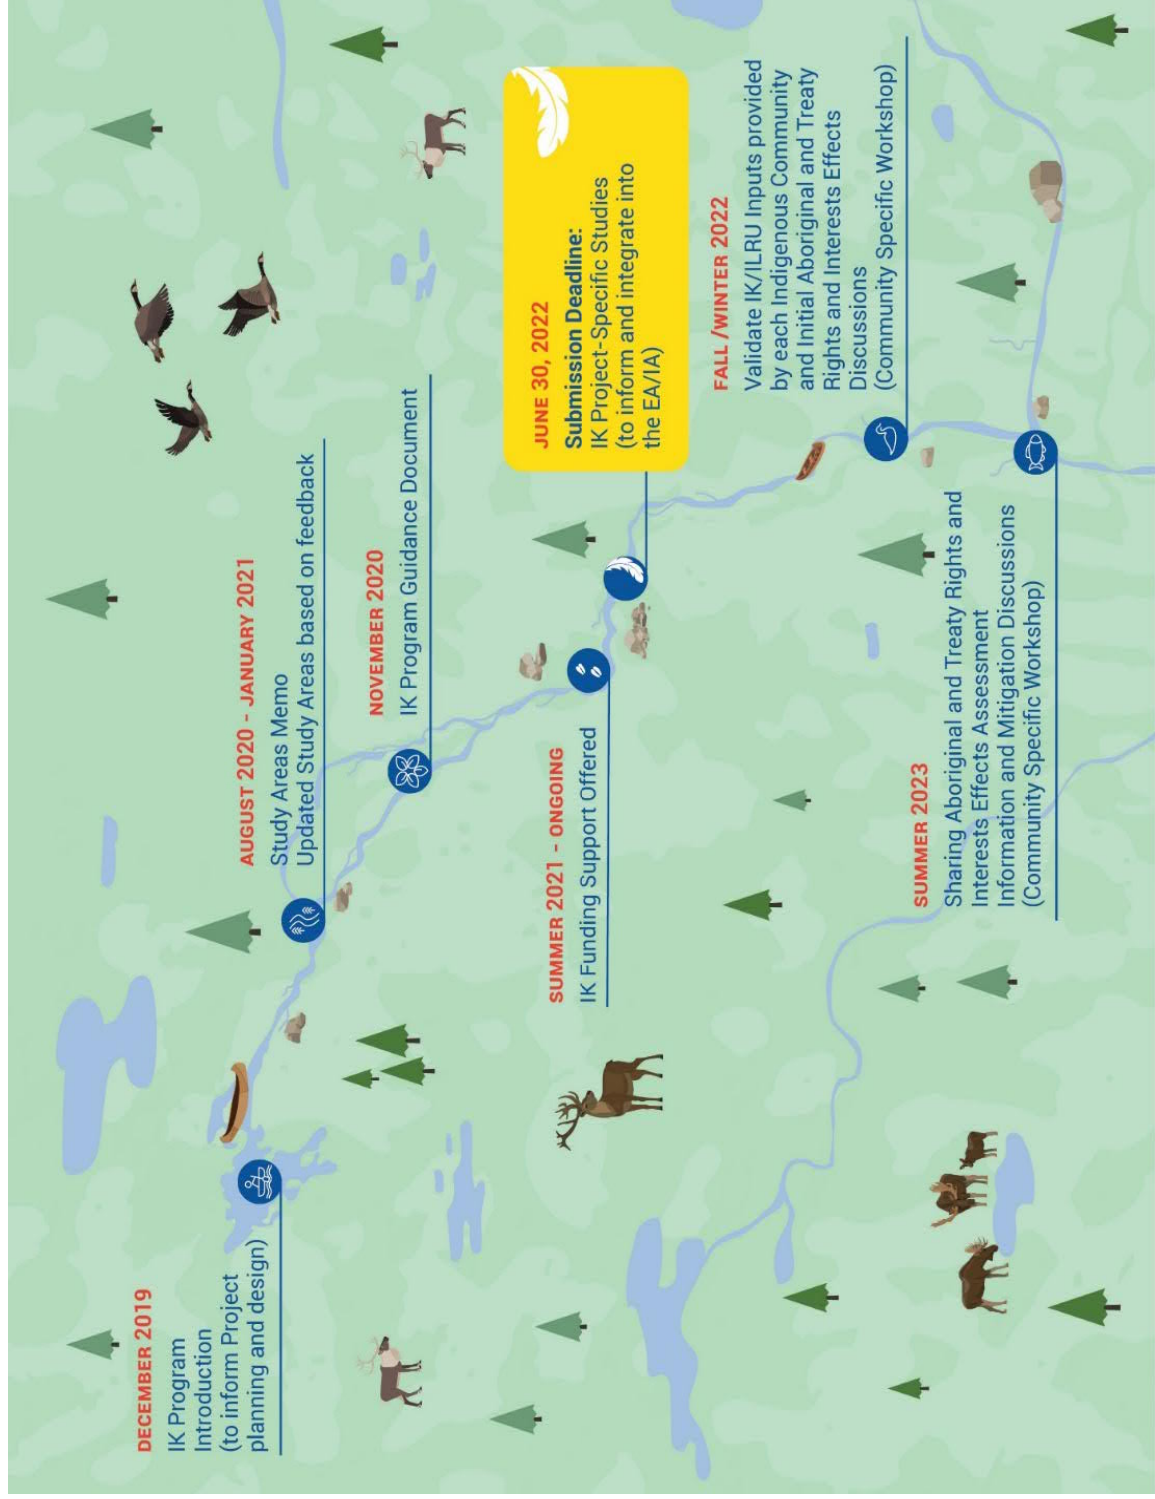 DECEMBER 2019
IK Program
Introduction
(to inform Project
planning and design)
AUGUST 2020 - JANUARY 2021
Study Areas Memo
Updated Study Areas based on feedback
NOVEMBER 2020
IK Program Guidance Document
SUMMER 2021 - ONGOING
IK Funding Support Offered
JUNE 30, 2022
Submission Deadline:
IK Project-Specific Studies
(to inform and integrate into
the EA/IA)
FALL /WINTER 2022
Validate IK/ILRU Inputs provided
by each Indigenous Community
and Initial Aboriginal and Treaty
Rights and Interests Effects
Discussions
(Community Specific Workshop)
SUMMER 2023
Sharing Aboriginal and Treaty Rights and
Interests Effects Assessment
Information and Mitigation Discussions
(Community Specific Workshop)